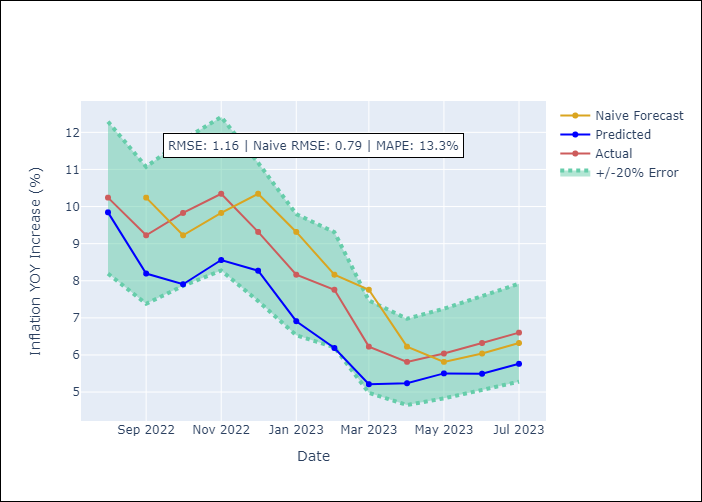 Naive Forecast
Predicted
Actual
+/-20% Error
RMSE: 1.16 | Naive RMSE: 0.79 | MAPE: 13.3%
Inflation YOY Increase (%)
12
11
10
9
8
7
6
5
Sep 2022 Nov 2022 Jan 2023 Mar 2023 May 2023 Jul 2023
Date